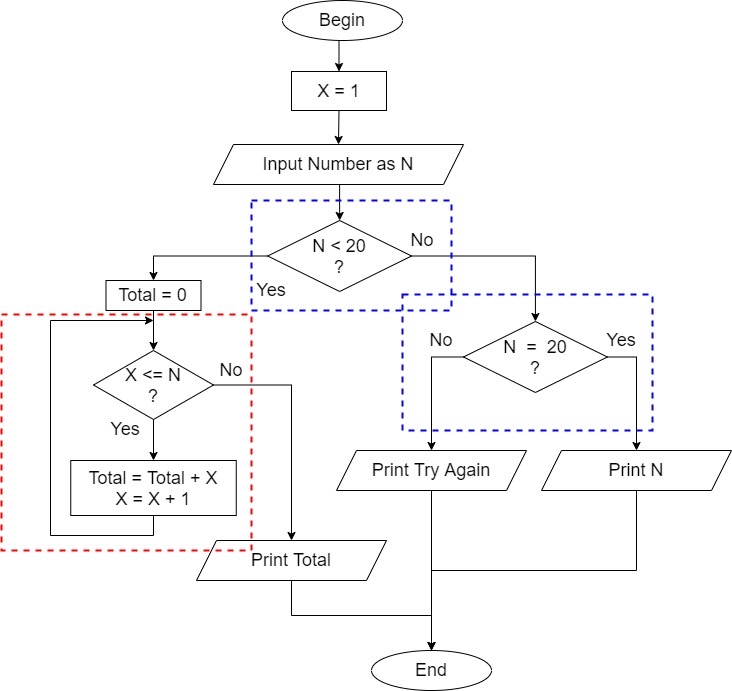 Begin
X = 1
Input Number as N
N < 20
?
No
Yes
Total = 0
No
N = 20
?
Yes
X <= N
?
No
Yes
Total = Total + X
X = X + 1
Print Try Again
Print N
Print Total
End